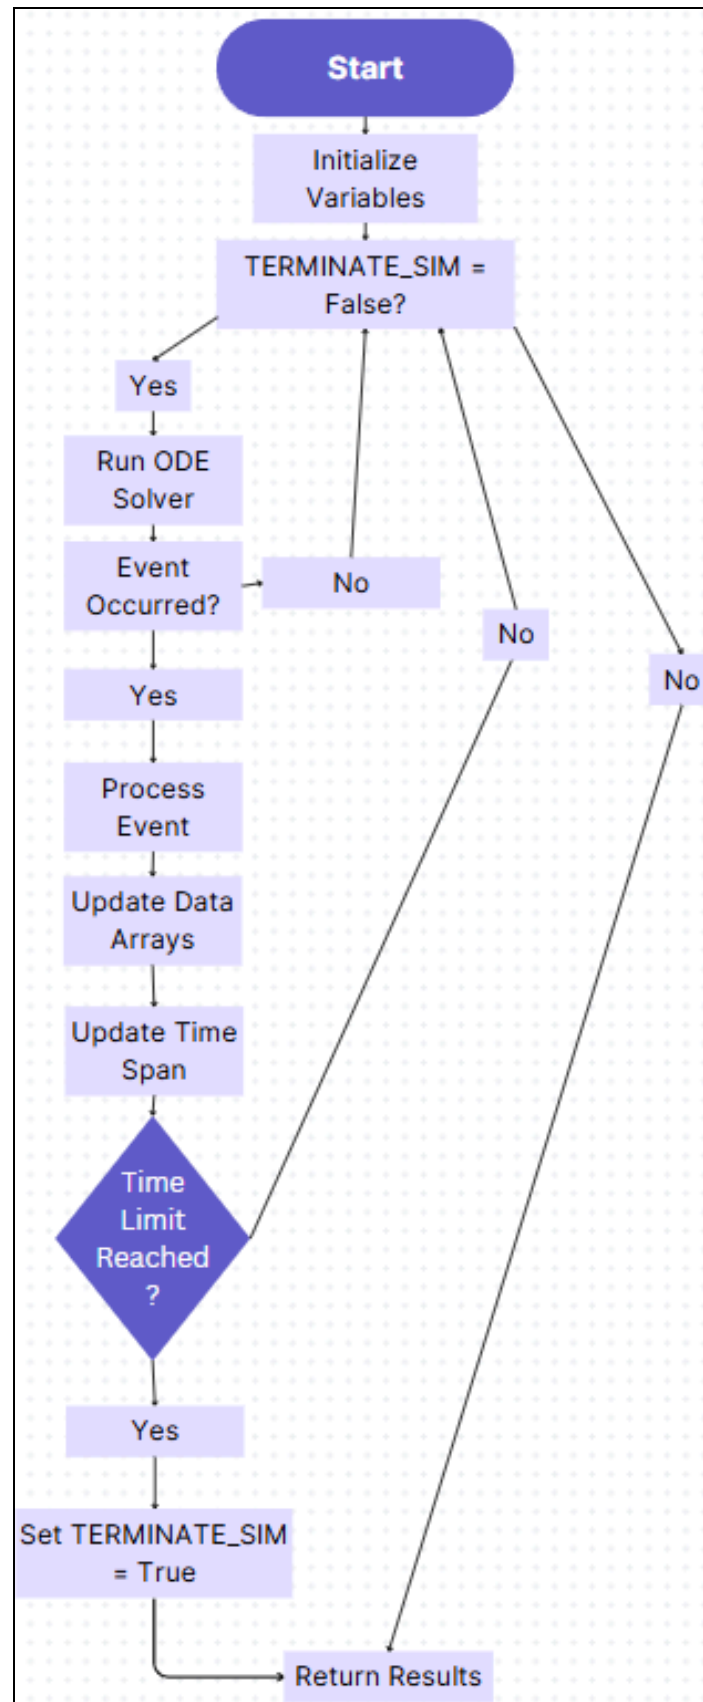 Start
Initialize
Variables
TERMINATE_SIM =
False?
Yes
Run ODE
Solver
Event
Occurred?
No
No
No
Yes
Process
Event
Update Data
Arrays
Update Time
Span
Time
Limit
Reached
?
Yes
Set TERMINATE_SIM
= True
Return Results